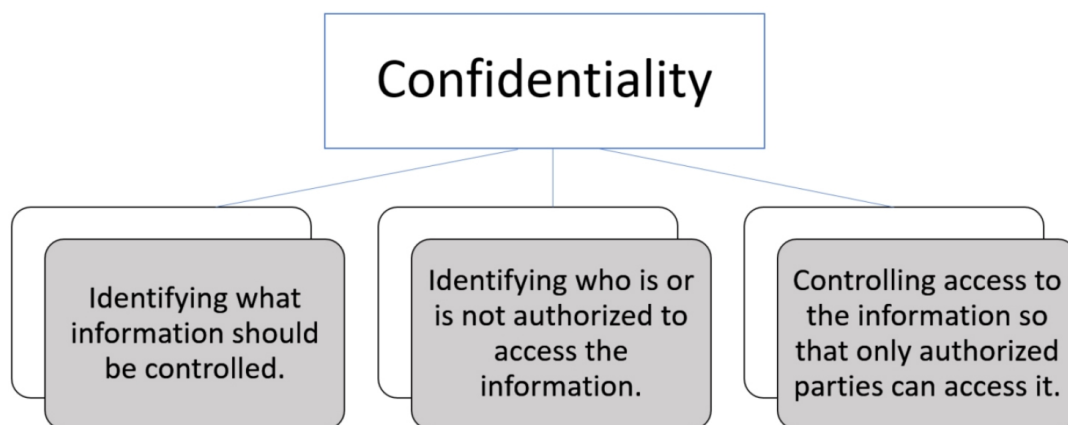 Confidentiality
Identifying what
information should
be controlled.
Identifying who is or
is not authorized to
access the
information.
Controlling access to
the information so
that only authorized
parties can access it.